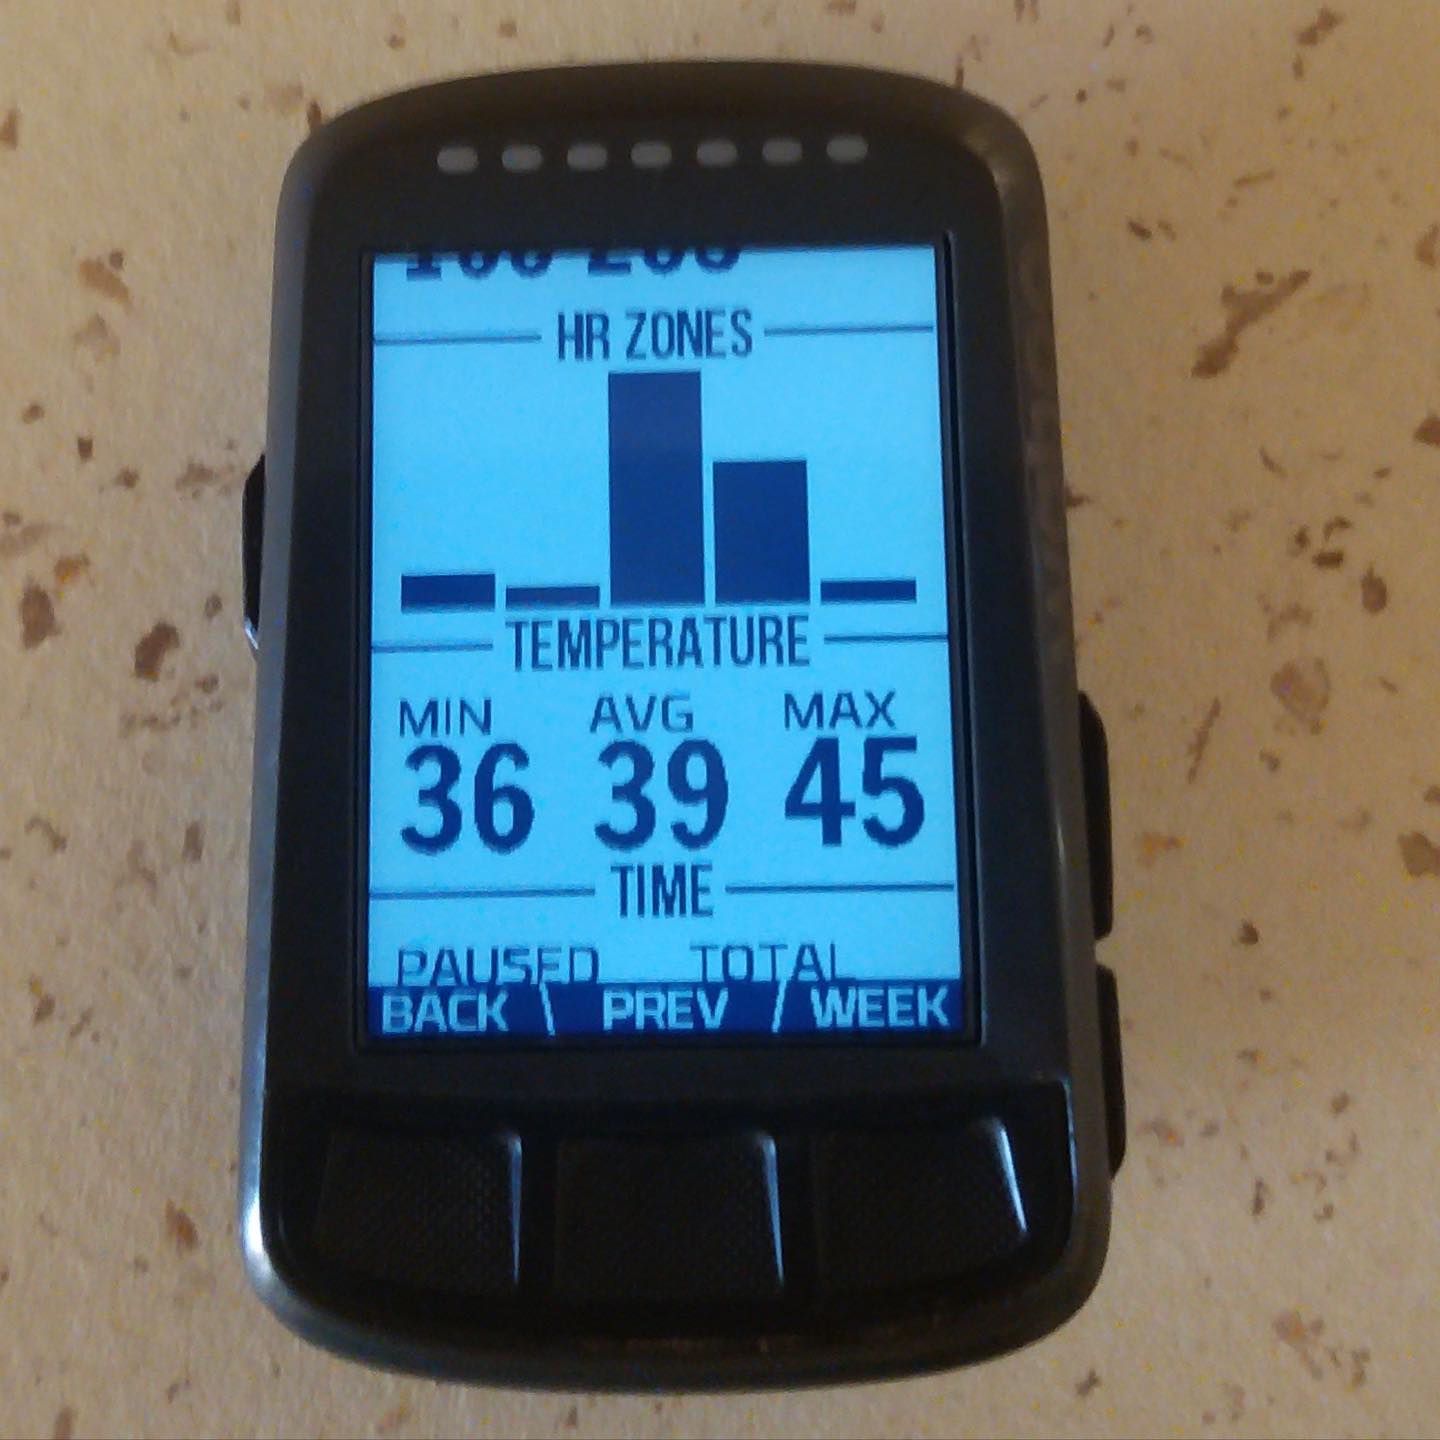 HR ZONES
TEMPERATURE
MIN AVG MAX
36 39 45
TIME
PAUSED TOTAL
BACK \ PREV / WEEK